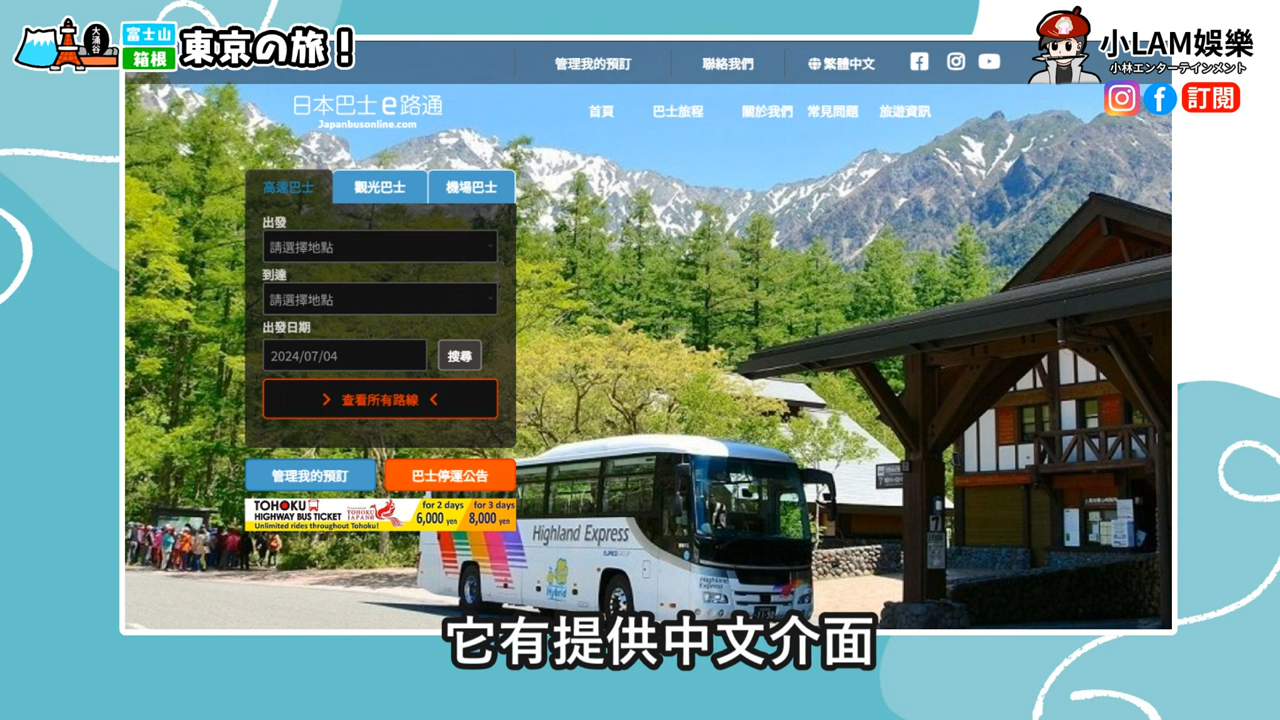 大涌谷
富士山
箱根
東京の旅！
小LAM娛樂
小林エンターテインメント
訂閱
管理我的預訂
聯絡我們
繁體中文
日本巴士e路通
Japanbusonline.com
首頁
巴士旅程
關於我們
常見問題
旅遊資訊
高速巴士
觀光巴士
機場巴士
出發
請選擇地點
到達
請選擇地點
出發日期
2024/07/04
搜尋
查看所有路線
管理我的預訂
巴士停運公告
TOHOKU
HIGHWAY BUS TICKET
Unlimited rides throughout Tohoku!
TOHOKU
JAPAN
for 2 days
6,000 yen
for 3 days
8,000 yen
Highland Express
Hybrid
Highland
Express
它有提供中文介面